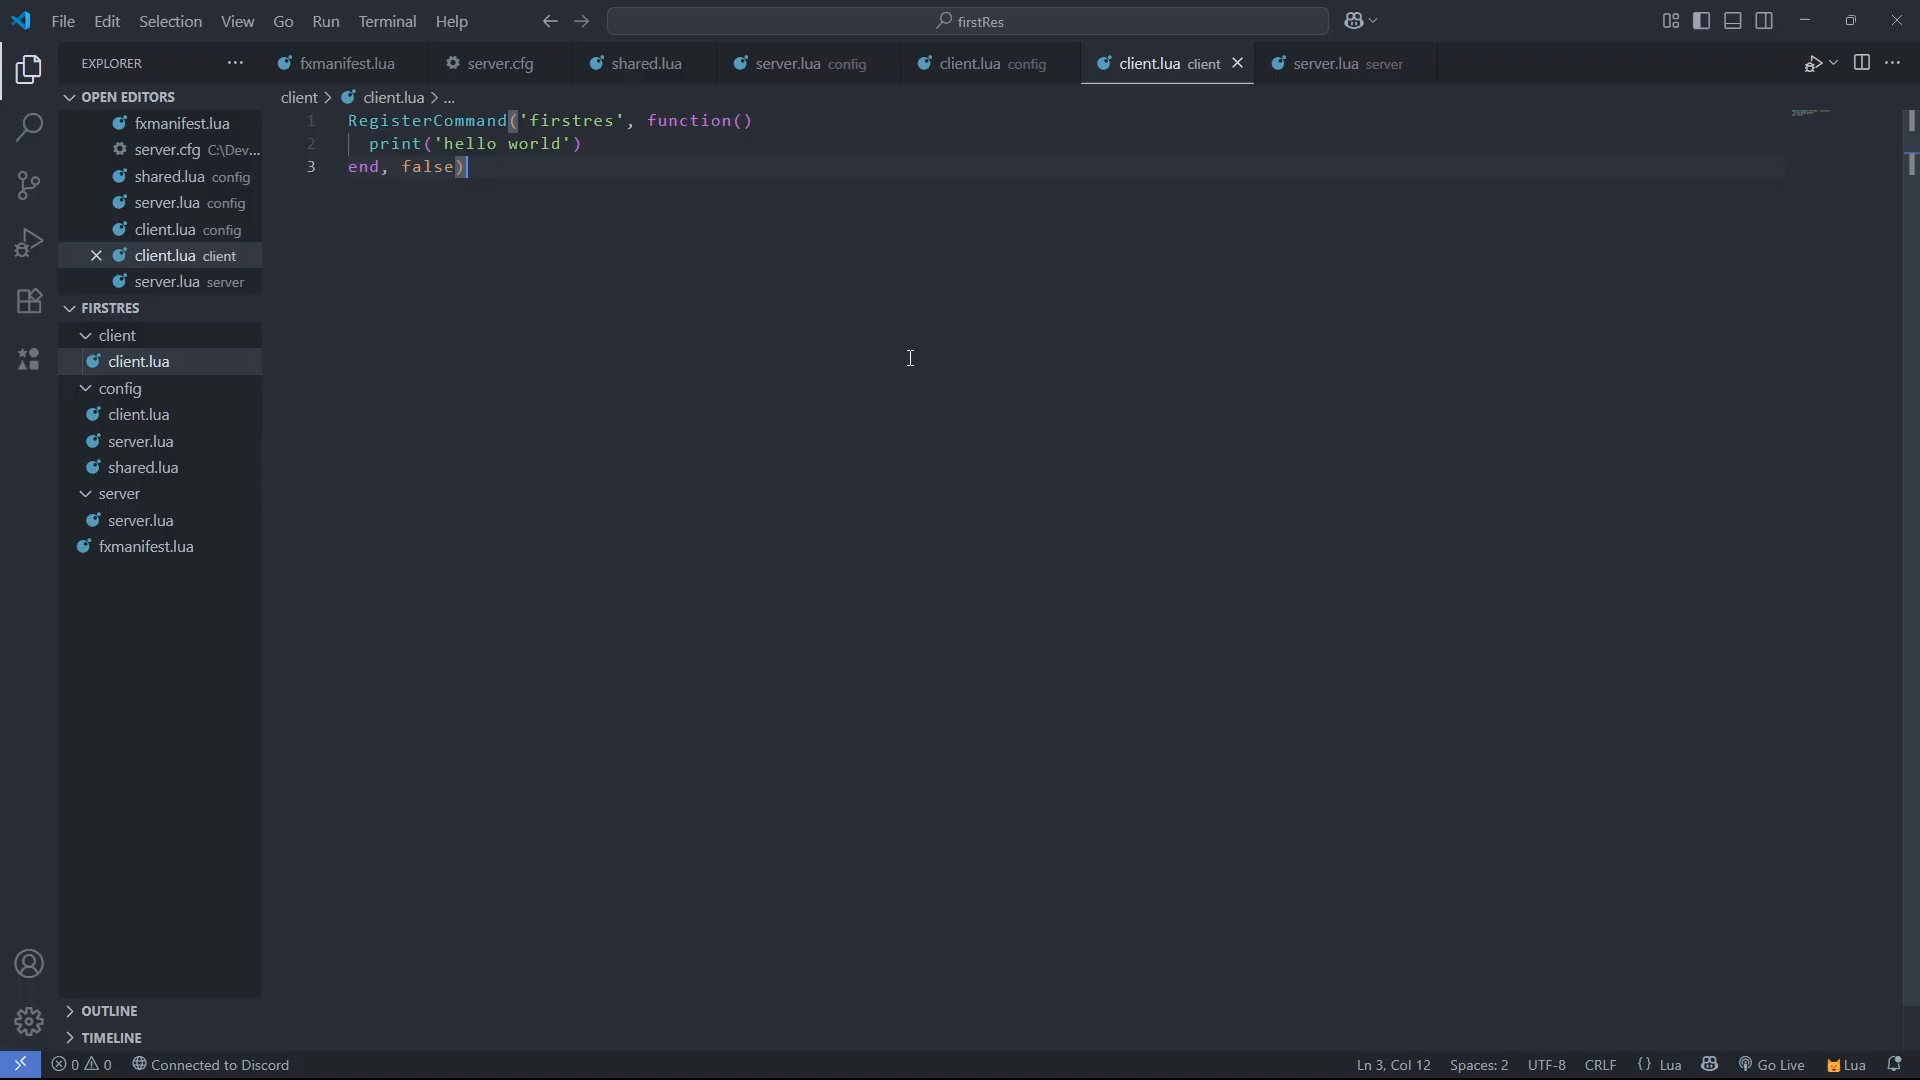 File Edit Selection View Go Run Terminal Help
firstRes
EXPLORER
fxmanifest.lua
server.cfg
shared.lua
server.lua config
client.lua config
client.lua client
server.lua server
OPEN EDITORS
fxmanifest.lua
server.cfg C:\Dev...
shared.lua config
server.lua config
client.lua config
client.lua client
server.lua server
FIRSTRES
client
client.lua
config
client.lua
server.lua
shared.lua
server
server.lua
fxmanifest.lua
OUTLINE
TIMELINE
client > client.lua > ...
1 RegisterCommand('firstres', function()
2 print('hello world')
3 end, false)
0 0 Connected to Discord
Ln 3, Col 12 Spaces: 2 UTF-8 CRLF {} Lua Go Live Lua